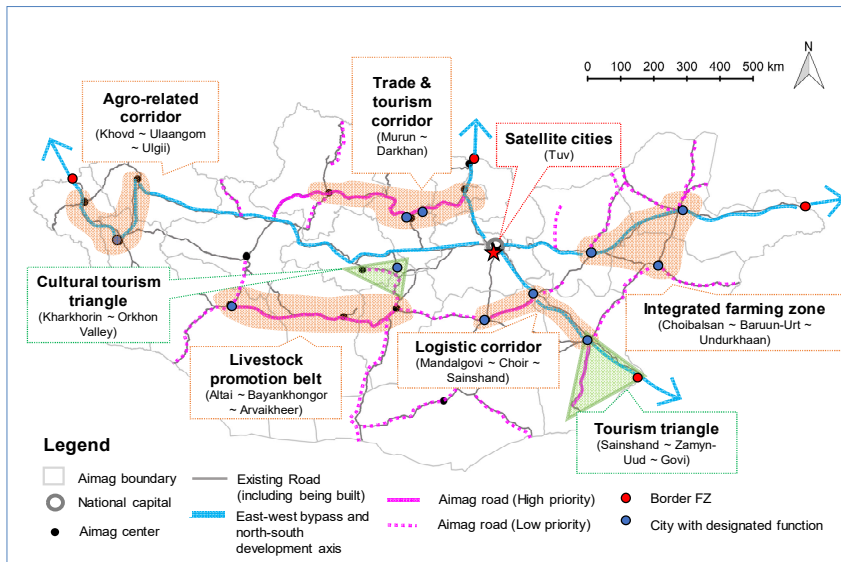 N
0 100 200 300 400 500 km
Trade &
tourism
corridor
(Murun ~
Darkhan)
Agro-related
corridor
(Khovd ~ Ulaangom
~ Ulgii)
Satellite cities
(Tuv)
Cultural tourism
triangle
(Kharkhorin ~ Orkhon
Valley)
Integrated farming
zone
(Choibalsan ~ Baruun-Urt ~
Undurkhaan)
Livestock
promotion belt
(Altai ~ Bayankhongor
~ Arvaikheer)
Logistic corridor
(Mandalgovi ~ Choir ~
Sainshand)
Tourism triangle
(Sainshand ~ Zamyn-
Uud ~ Govi)
Legend
Aimag boundary
National capital
Aimag center
Existing Road
(including being built)
East-west bypass and
north-south
development axis
Aimag road (High priority)
Aimag road (Low priority)
Border FZ
City with designated function